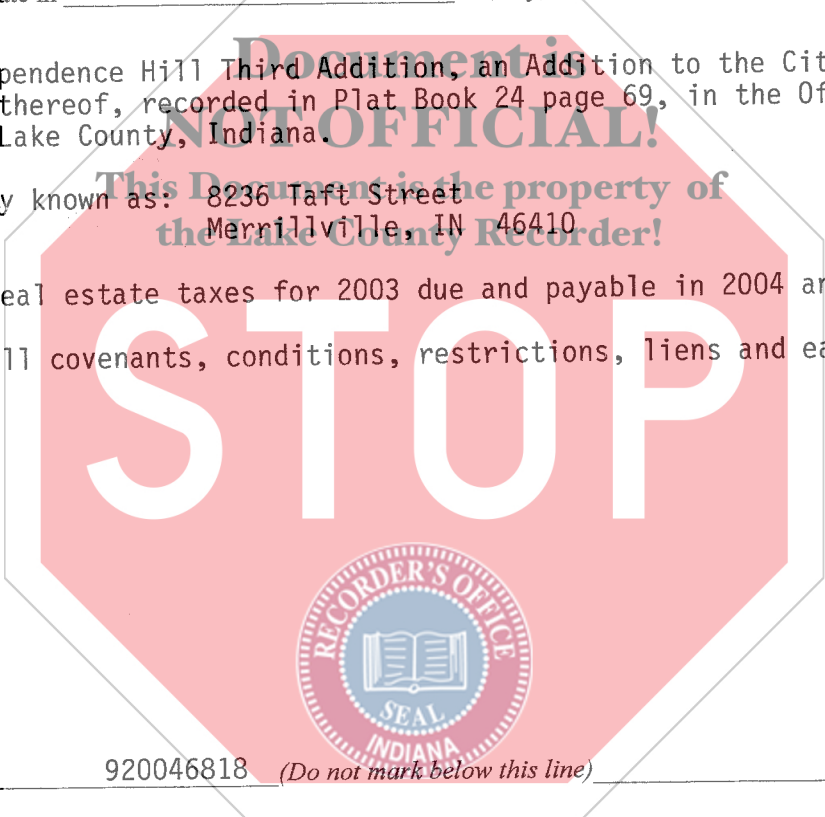 Document is
pendence Hill Third Addition, an Addition to the Cit
thereof, recorded in Plat Book 24 page 69, in the Of
NOT OFFICIAL!
Lake County, Indiana.
This Document is the property of
y known as: 8236 Taft Street
the Lake County Recorder!
Merrillville, IN 46410
eal estate taxes for 2003 due and payable in 2004 an
ll covenants, conditions, restrictions, liens and ea
STOP
RECORDER'S OFFICE
SEAL
INDIANA
920046818 (Do not mark below this line)